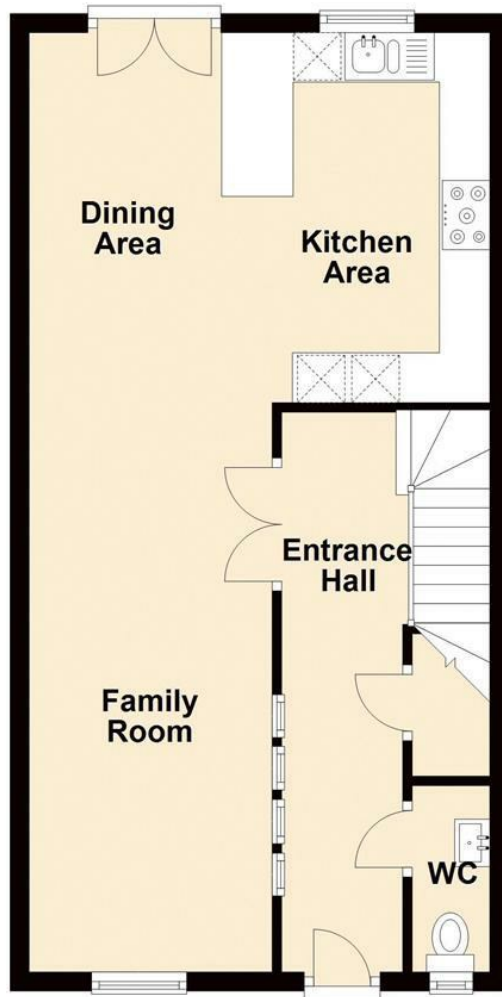 Dining
Area
Kitchen
Area
Entrance
Hall
Family
Room
WC